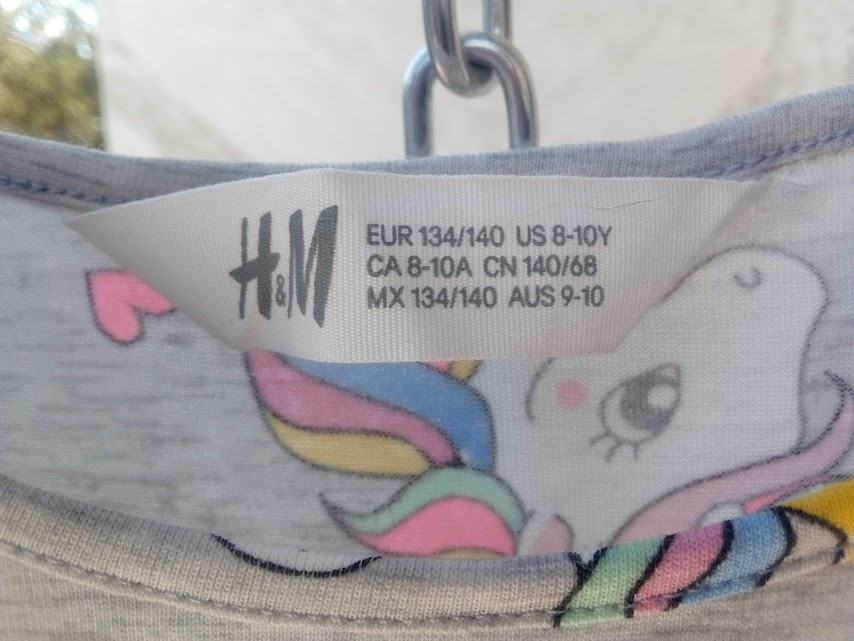 H&M
EUR 134/140 US 8-10Y
CA 8-10A CN 140/68
MX 134/140 AUS 9-10